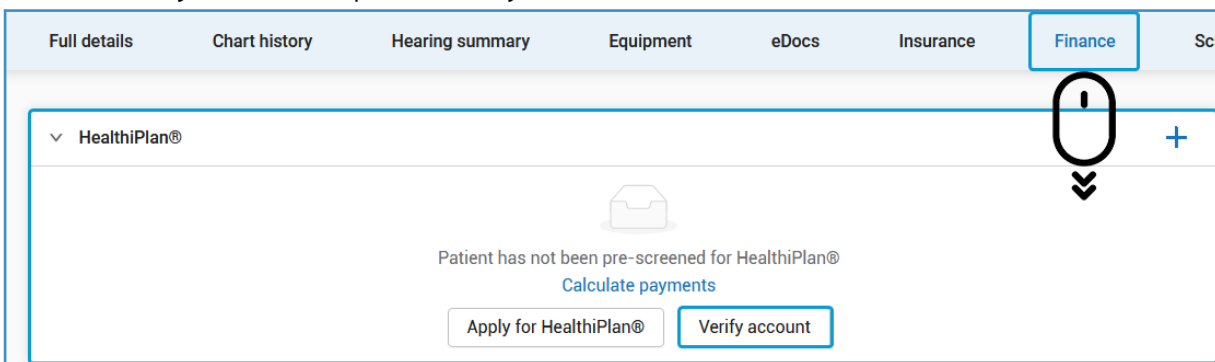 Full details Chart history Hearing summary Equipment eDocs Insurance Finance Sc
HealthiPlan®
Patient has not been pre-screened for HealthiPlan®
Calculate payments
Apply for HealthiPlan® Verify account